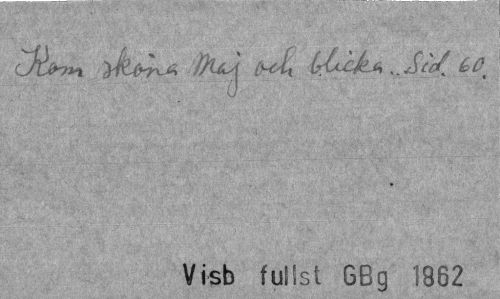 Kom sköna Maj och blicka.. Sid. 60.
Visb fullst GBg 1862